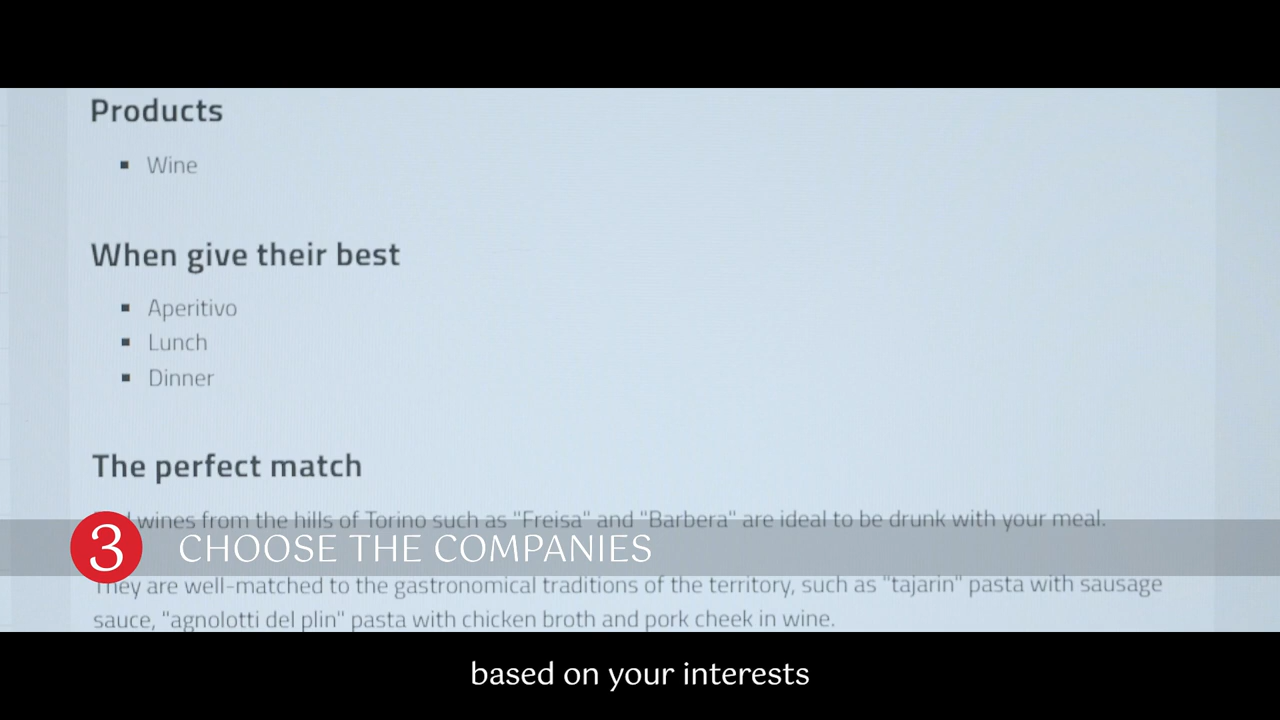 Products
▪ Wine
When give their best
▪ Aperitivo
▪ Lunch
▪ Dinner
The perfect match
wines from the hills of Torino such as "Freisa" and "Barbera" are ideal to be drunk with your meal.
3 CHOOSE THE COMPANIES
They are well-matched to the gastronomical traditions of the territory, such as "tajarin" pasta with sausage
sauce, "agnolotti del plin" pasta with chicken broth and pork cheek in wine.
based on your interests